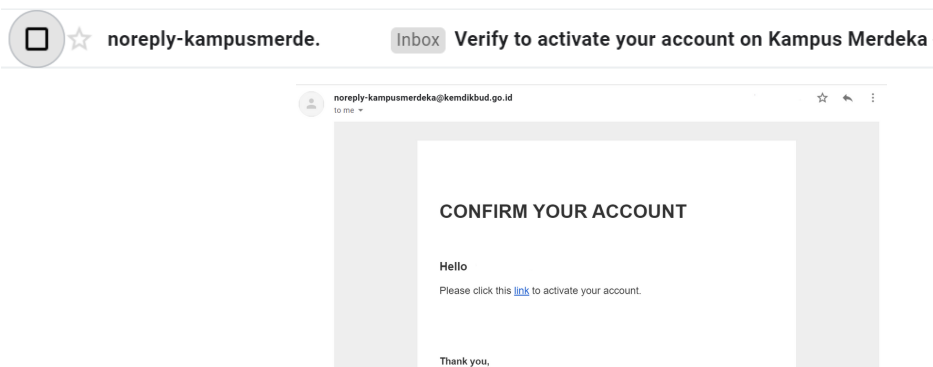 noreply-kampusmerde. Inbox Verify to activate your account on Kampus Merdeka
noreply-kampusmerdeka@kemdikbud.go.id
to me
CONFIRM YOUR ACCOUNT
Hello
Please click this link to activate your account.
Thank you,